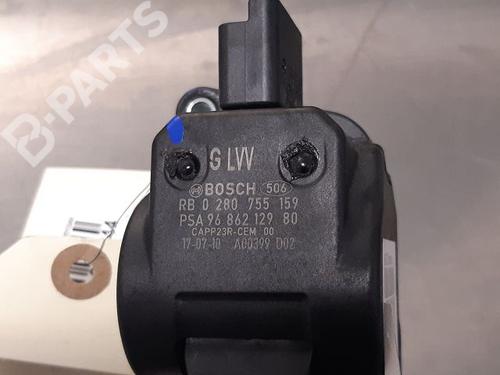 B-PARTS
G LVV
BOSCH 506
RB 0 280 755 159
PSA 96 862 129 80
CAPP23R-CEM 00
17-07-10 A00399 D02